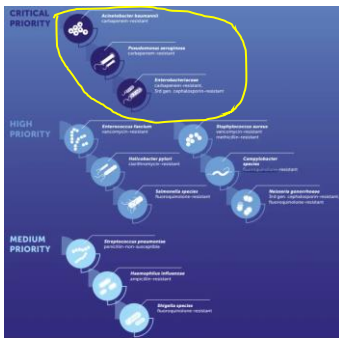 CRITICAL
PRIORITY
Acinetobacter baumannii
carbapenem-resistant
Pseudomonas aeruginosa
carbapenem-resistant
Enterobacteriaceae
carbapenem-resistant,
3rd gen. cephalosporin-resistant
HIGH
PRIORITY
Enterococcus faecium
vancomycin-resistant
Staphylococcus aureus
vancomycin-resistant
methicillin-resistant
Helicobacter pylori
clarithromycin-resistant
Campylobacter
species
fluoroquinolone-resistant
Salmonella species
fluoroquinolone-resistant
Neisseria gonorrhoeae
3rd gen. cephalosporin-resistant
fluoroquinolone-resistant
MEDIUM
PRIORITY
Streptococcus pneumoniae
penicillin-non-susceptible
Haemophilus influenzae
ampicillin-resistant
Shigella species
fluoroquinolone-resistant